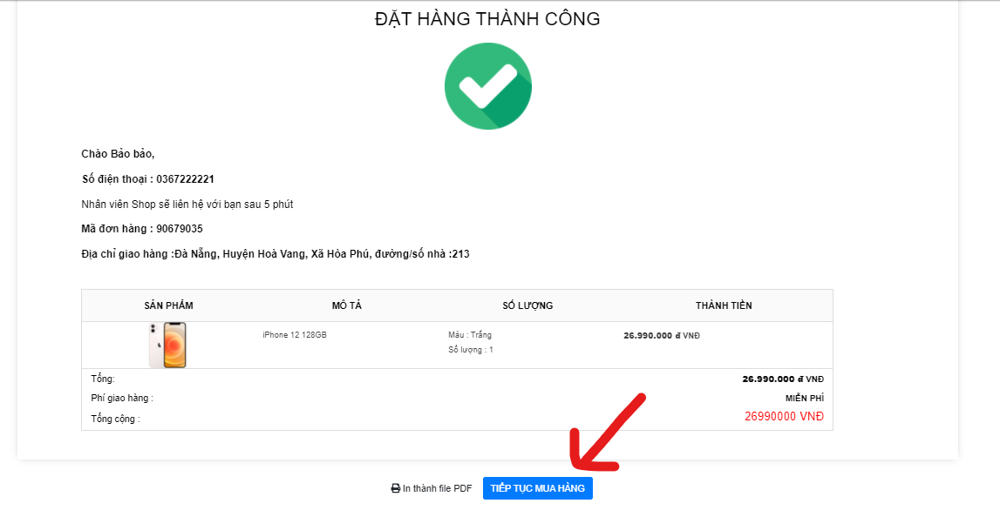 ĐẶT HÀNG THÀNH CÔNG
Chào Bảo bảo,
Số điện thoại : 0367222221
Nhân viên Shop sẽ liên hệ với bạn sau 5 phút
Mã đơn hàng : 90679035
Địa chỉ giao hàng :Đà Nẵng, Huyện Hoà Vang, Xã Hòa Phú, đường/số nhà :213
SẢN PHẨM MÔ TẢ SỐ LƯỢNG THÀNH TIỀN
iPhone 12 128GB Màu : Trắng 26.990.000 đ VNĐ
Số lượng : 1
Tổng: 26.990.000 đ VNĐ
Phí giao hàng : MIỄN PHÍ
Tổng cộng : 26990000 VNĐ
In thành file PDF TIẾP TỤC MUA HÀNG